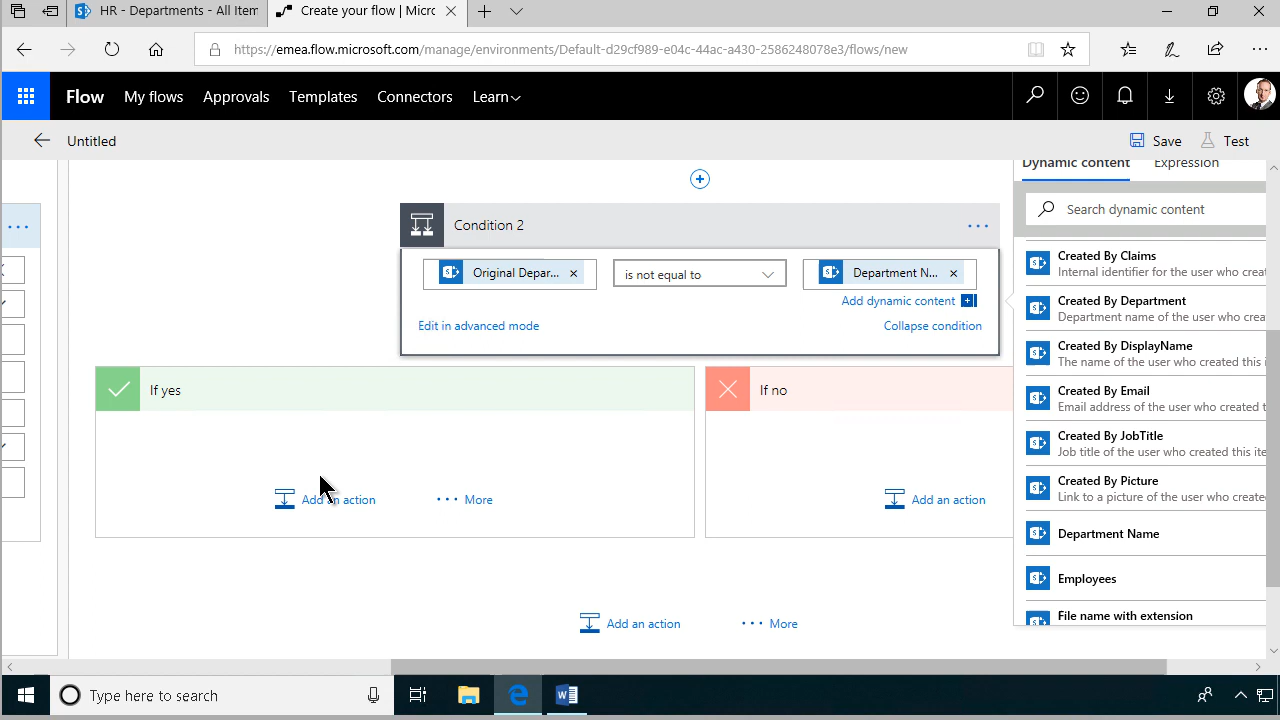 HR - Departments - All Item
Create your flow | Micro
https://emea.flow.microsoft.com/manage/environments/Default-d29cf989-e04c-44ac-a430-2586248078e3/flows/new
Flow My flows Approvals Templates Connectors Learn
Untitled
Save
Test
Dynamic content Expression
Search dynamic content
Condition 2
Original Depar...
is not equal to
Department N...
Add dynamic content
Edit in advanced mode
Collapse condition
If yes
Add an action
More
If no
Add an action
Add an action
More
Created By Claims
Internal identifier for the user who crea
Created By Department
Department name of the user who crea
Created By DisplayName
The name of the user who created this i
Created By Email
Email address of the user who created t
Created By JobTitle
Job title of the user who created this ite
Created By Picture
Link to a picture of the user who create
Department Name
Employees
File name with extension
Type here to search